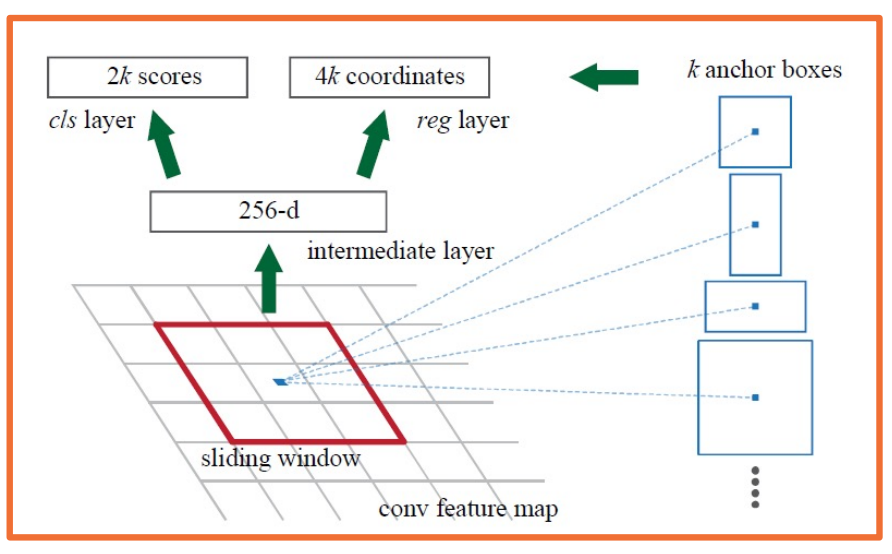 2k scores
4k coordinates
k anchor boxes
cls layer
reg layer
256-d
intermediate layer
sliding window
conv feature map